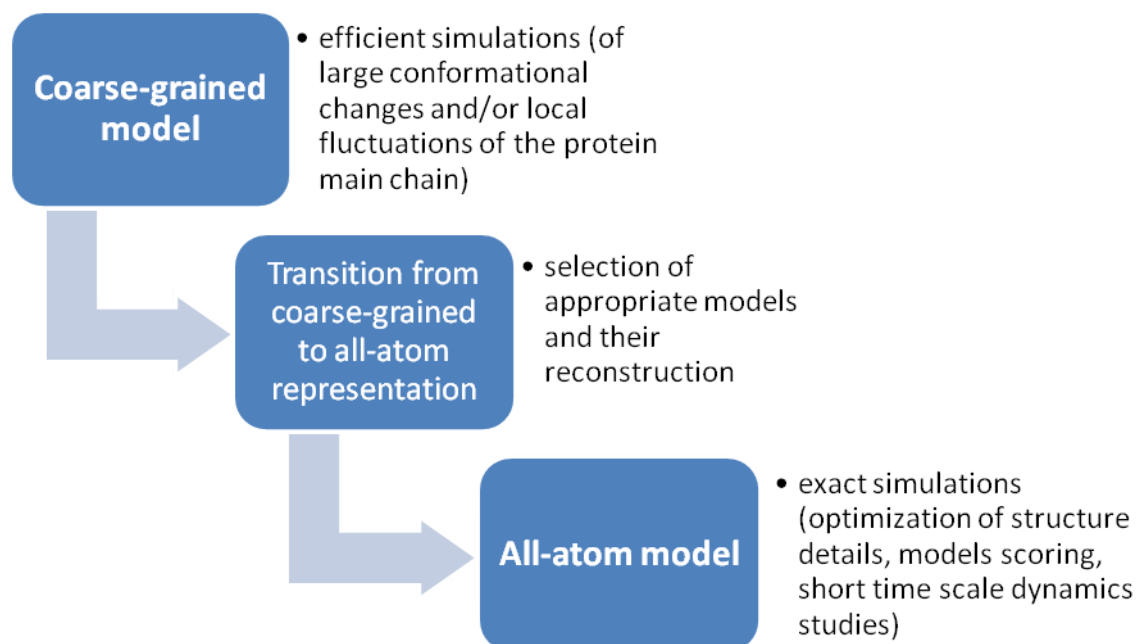 Coarse-grained
model
• efficient simulations (of
large conformational
changes and/or local
fluctuations of the protein
main chain)
Transition from
coarse-grained
to all-atom
representation
• selection of
appropriate models
and their
reconstruction
All-atom model
• exact simulations
(optimization of structure
details, models scoring,
short time scale dynamics
studies)